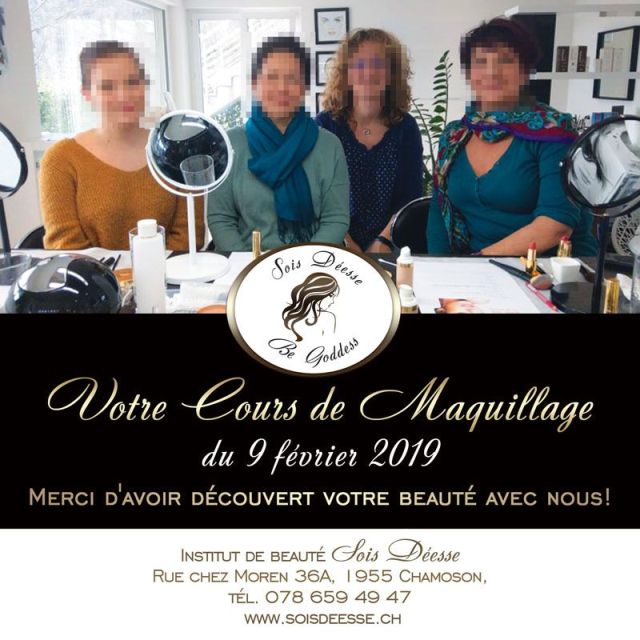 Sois Déesse
Be Goddess
Votre Cours de Maquillage
du 9 février 2019
MERCI D'AVOIR DÉCOUVERT VOTRE BEAUTÉ AVEC NOUS!
INSTITUT DE BEAUTÉ Sois Déesse
RUE CHEZ MOREN 36A, 1955 CHAMOSON,
TÉL. 078 659 49 47
WWW.SOISDEESSE.CH